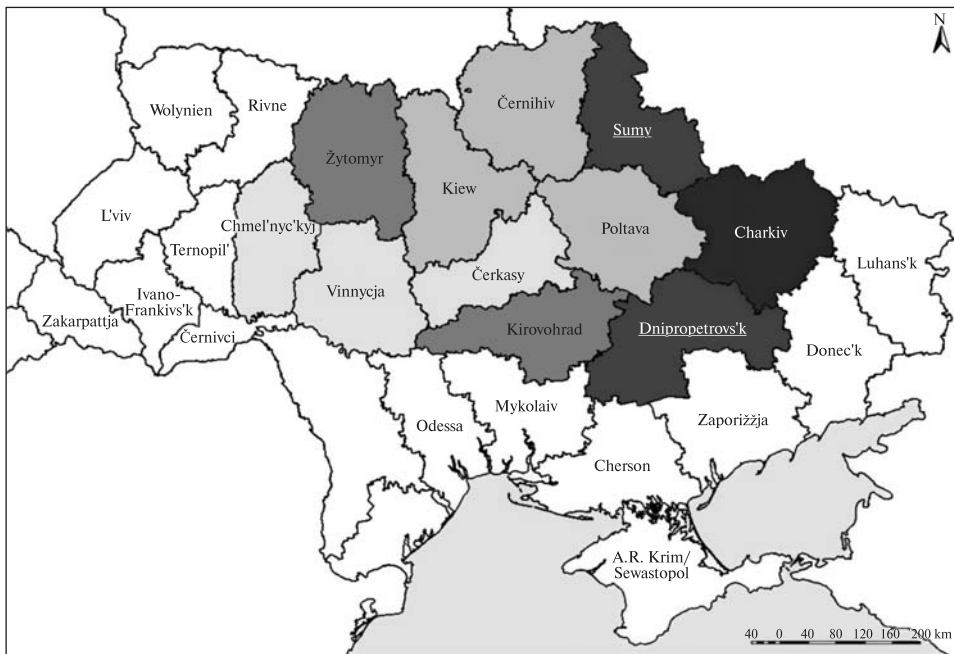 N
Wolynien
Rivne
Černihiv
Sumy
Žytomyr
Kiew
L'viv
Ternopil'
Chmel'nyc'kyj
Poltava
Charkiv
Luhans'k
Čerkasy
Vinnycja
Ivano-
Frankivs'k
Zakarpattja
Černivci
Kirovohrad
Dnipropetrovs'k
Donec'k
Mykolaiv
Odessa
Zaporižžja
Cherson
A.R. Krim/
Sewastopol
40 0 40 80 120 160 200 km